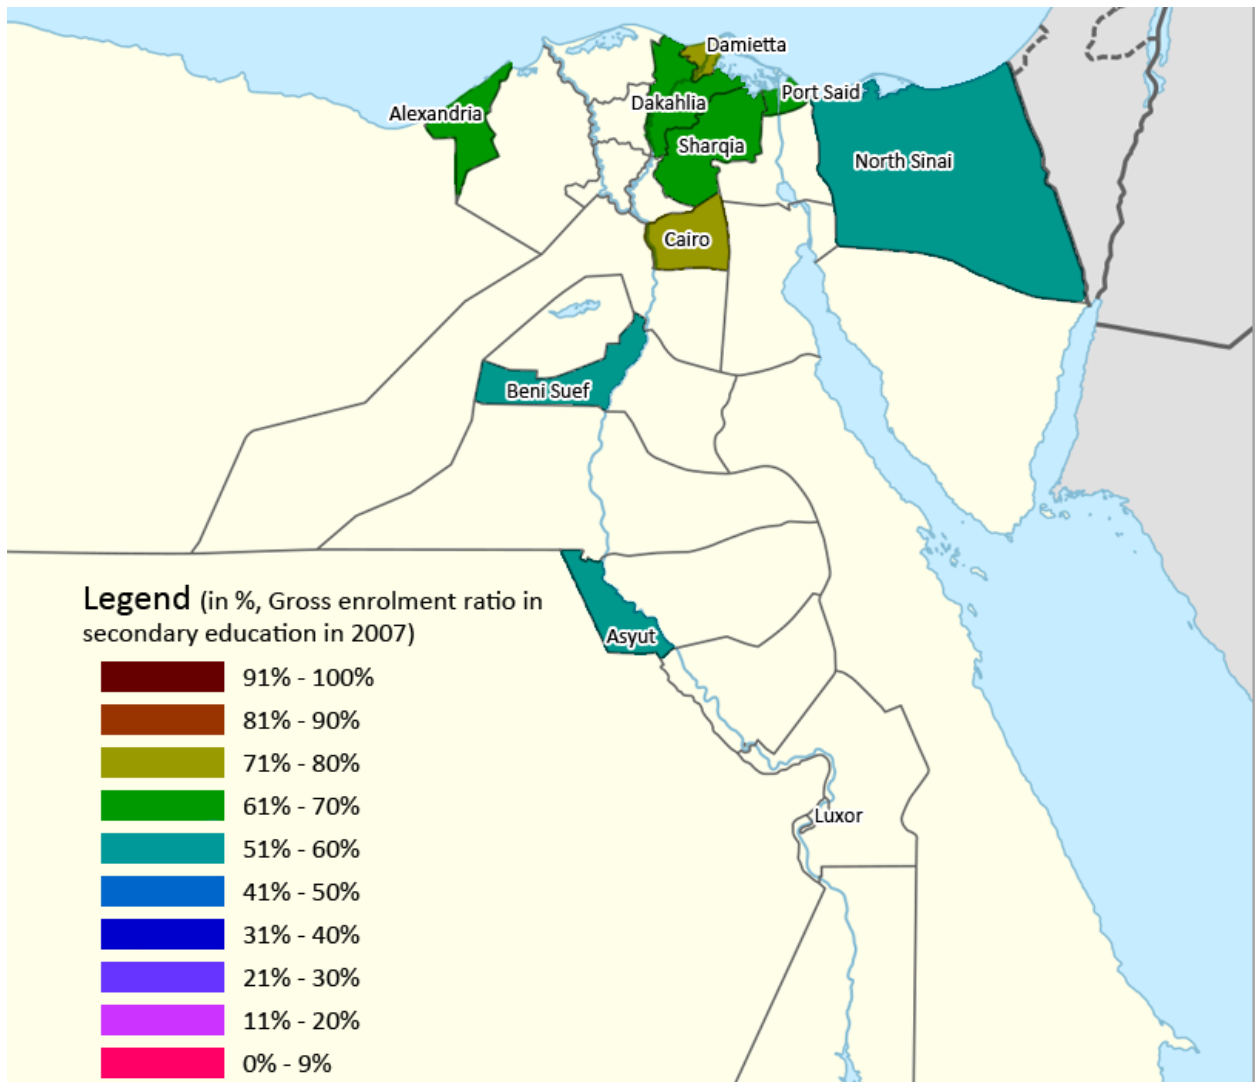 Damietta
Port Said
Dakahlia
Alexandria
Sharqia
North Sinai
Cairo
Beni Suef
Asyut
Luxor
Legend (in %, Gross enrolment ratio in
secondary education in 2007)
91% - 100%
81% - 90%
71% - 80%
61% - 70%
51% - 60%
41% - 50%
31% - 40%
21% - 30%
11% - 20%
0% - 9%